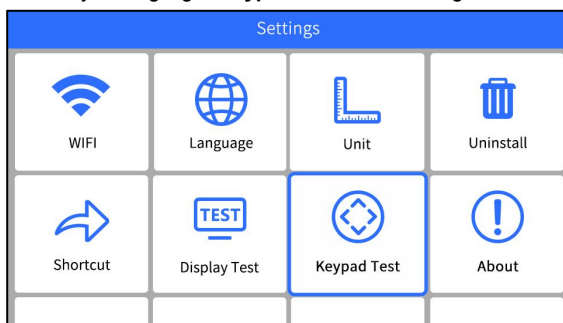 Settings
WIFI
Language
Unit
Uninstall
TEST
Shortcut
Display Test
Keypad Test
About